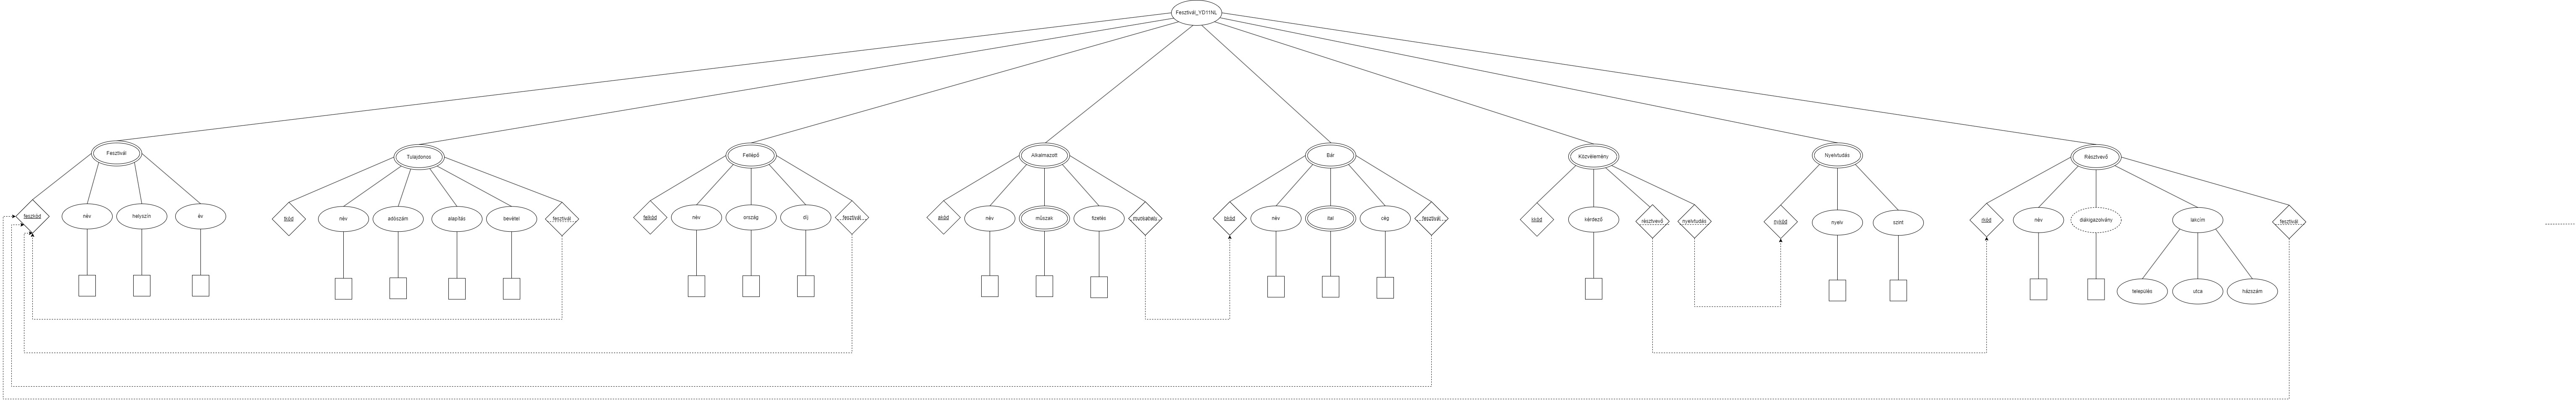 Fesztivál_YD11NL
Fesztivál
Tulajdonos
Fellépő
Alkalmazott
Bár
Közvélemény
Nyelvtudás
Résztvevő
feszkód
név
helyszín
év
tkód
név
adószám
alapítás
bevétel
fesztivál
felkód
név
ország
díj
fesztivál
akód
név
műszak
fizetés
munkahely
bkód
név
ital
cég
fesztivál
kkód
kérdező
résztvevő
nyelvtudás
nykód
nyelv
szint
rkód
név
diákigazolvány
lakcím
fesztivál
település
utca
házszám